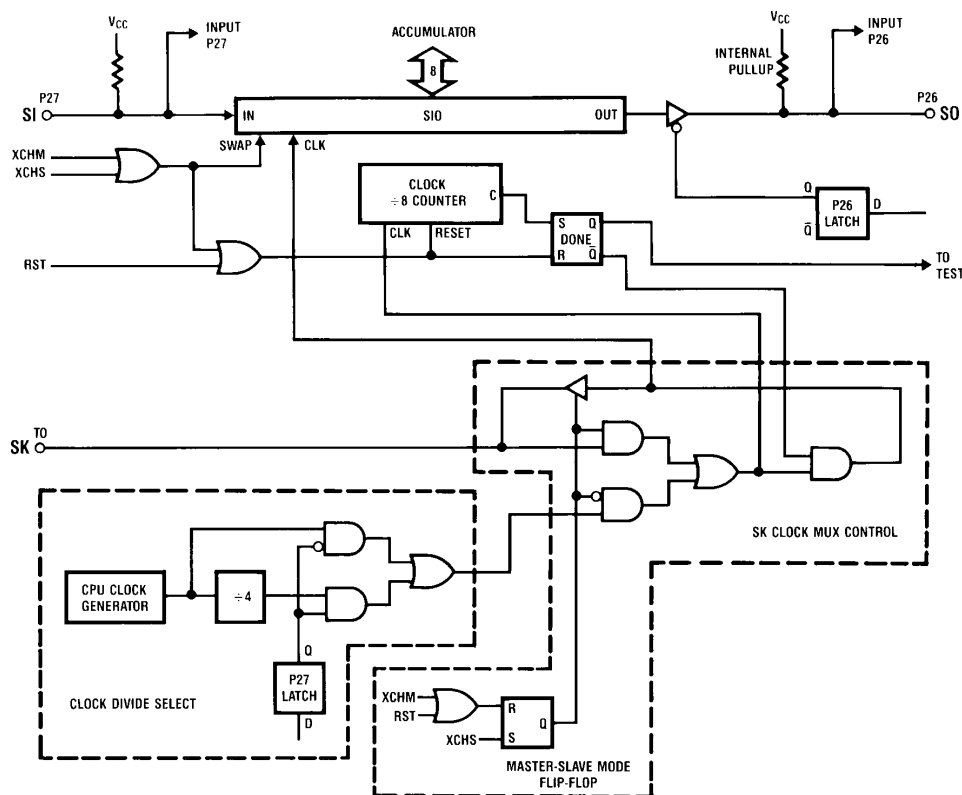 VCC
INPUT
P27
ACCUMULATOR
8
VCC
INTERNAL
PULLUP
INPUT
P26
P27
SI
IN
SIO
OUT
P26
SO
SWAP
CLK
XCHM
XCHS
CLOCK
÷8 COUNTER
C
CLK
RESET
S
Q
DONE
R
Q̅
Q
P26
LATCH
D
Q̅
RST
TO
TEST
SK
TO
SK CLOCK MUX CONTROL
CPU CLOCK
GENERATOR
÷4
Q
P27
LATCH
D
CLOCK DIVIDE SELECT
XCHM
RST
XCHS
R
Q
S
MASTER-SLAVE MODE
FLIP-FLOP